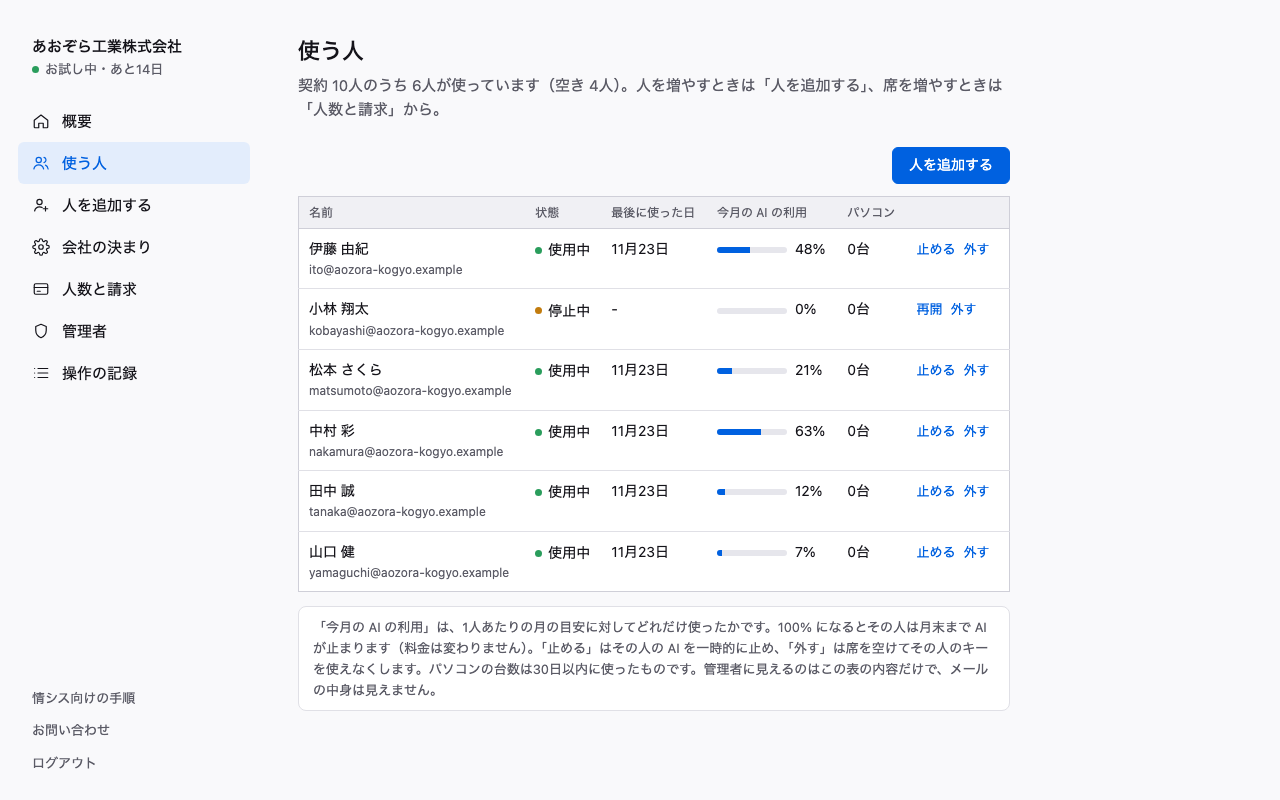 あおぞら工業株式会社
お試し中・あと14日
概要
使う人
人を追加する
会社の決まり
人数と請求
管理者
操作の記録
情シス向けの手順
お問い合わせ
ログアウト
使う人
契約 10人のうち 6人が使っています（空き 4人）。人を増やすときは「人を追加する」、席を増やすときは
「人数と請求」から。
人を追加する
名前 状態 最後に使った日 今月の AI の利用 パソコン
伊藤 由紀 使用中 11月23日 48% 0台 止める 外す
ito@aozora-kogyo.example
小林 翔太 停止中 - 0% 0台 再開 外す
kobayashi@aozora-kogyo.example
松本 さくら 使用中 11月23日 21% 0台 止める 外す
matsumoto@aozora-kogyo.example
中村 彩 使用中 11月23日 63% 0台 止める 外す
nakamura@aozora-kogyo.example
田中 誠 使用中 11月23日 12% 0台 止める 外す
tanaka@aozora-kogyo.example
山口 健 使用中 11月23日 7% 0台 止める 外す
yamaguchi@aozora-kogyo.example
「今月の AI の利用」は、1人あたりの月の目安に対してどれだけ使ったかです。100% になるとその人は月末まで AI
が止まります（料金は変わりません）。「止める」はその人の AI を一時的に止め、「外す」は席を空けてその人のキー
を使えなくします。パソコンの台数は30日以内に使ったものです。管理者に見えるのはこの表の内容だけで、メール
の中身は見えません。